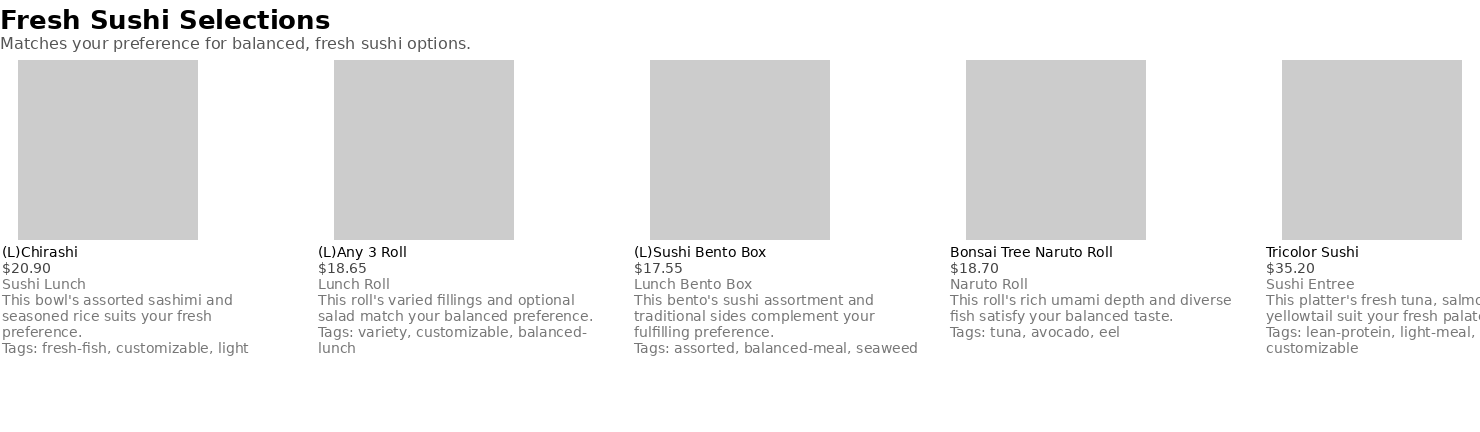 Fresh Sushi Selections
Matches your preference for balanced, fresh sushi options.
(L)Chirashi
$20.90
Sushi Lunch
This bowl's assorted sashimi and
seasoned rice suits your fresh
preference.
Tags: fresh-fish, customizable, light
(L)Any 3 Roll
$18.65
Lunch Roll
This roll's varied fillings and optional
salad match your balanced preference.
Tags: variety, customizable, balanced-
lunch
(L)Sushi Bento Box
$17.55
Lunch Bento Box
This bento's sushi assortment and
traditional sides complement your
fulfilling preference.
Tags: assorted, balanced-meal, seaweed
Bonsai Tree Naruto Roll
$18.70
Naruto Roll
This roll's rich umami depth and diverse
fish satisfy your balanced taste.
Tags: tuna, avocado, eel
Tricolor Sushi
$35.20
Sushi Entree
This platter's fresh tuna,
yellowtail suit your fresh
Tags: lean-protein, light-meal,
customizable